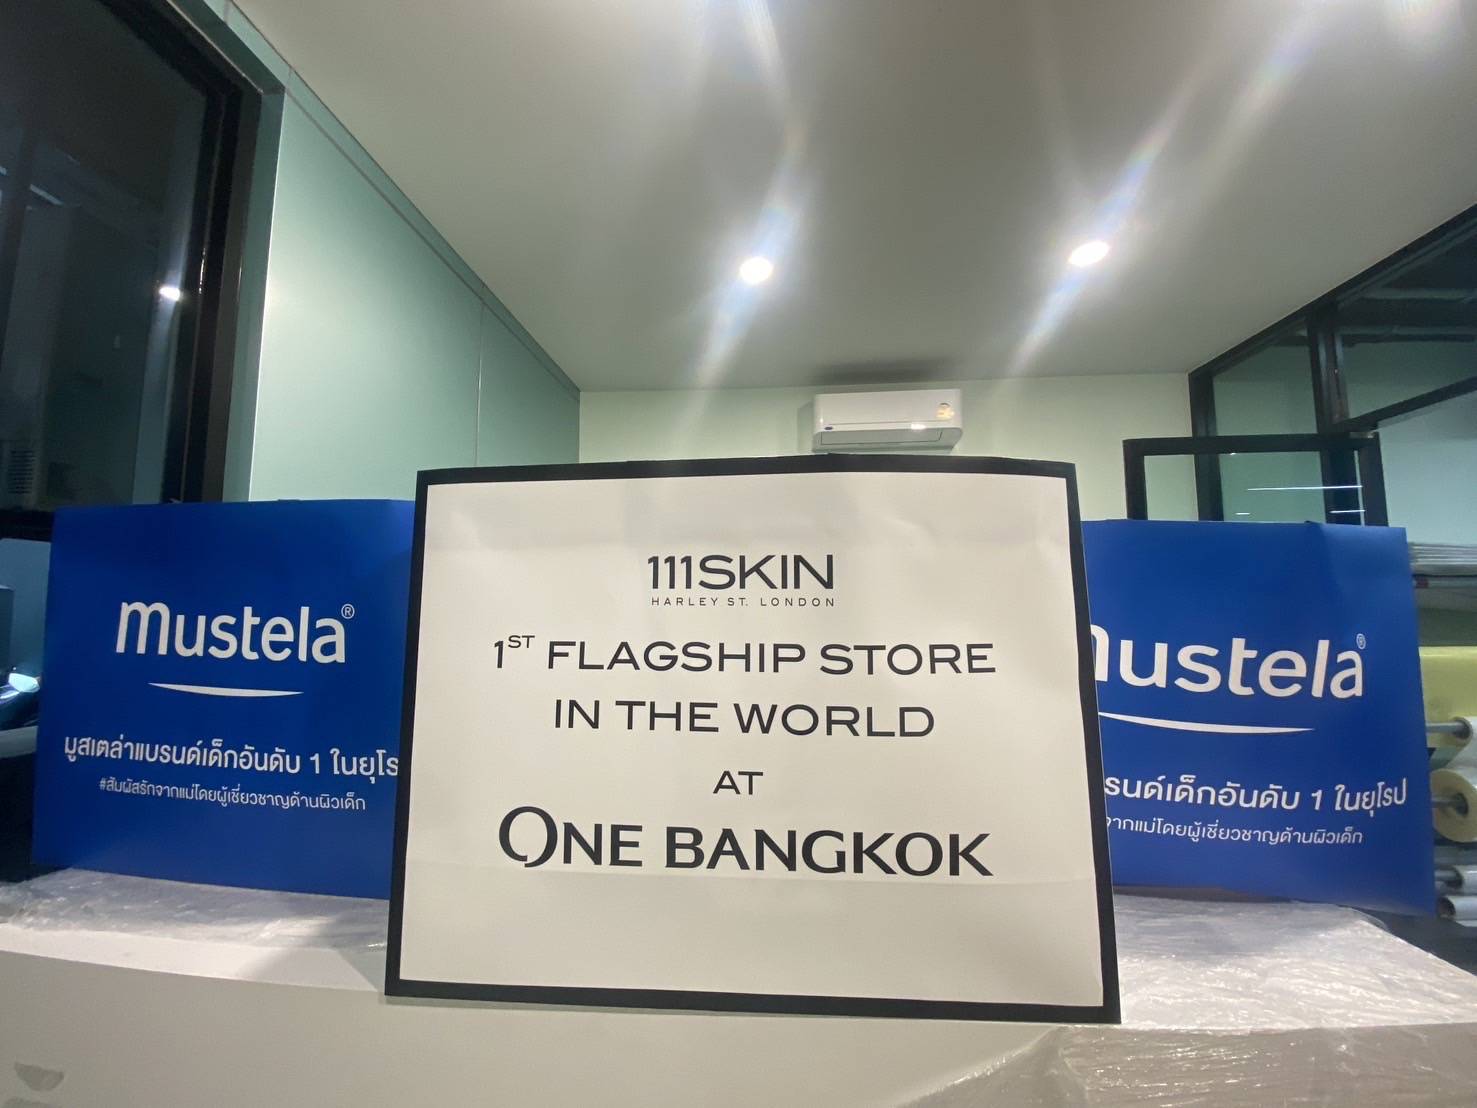 mustela®
มูสเตล่าแบรนด์เด็กอันดับ 1 ในยุโร
#สัมผัสรักจากแม่โดยผู้เชี่ยวชาญด้านผิวเด็ก
111SKIN
HARLEY ST. LONDON
1ST FLAGSHIP STORE
IN THE WORLD
AT
ONE BANGKOK
mustela®
รนด์เด็กอันดับ 1 ในยุโรป
ากแม่โดยผู้เชี่ยวชาญด้านผิวเด็ก